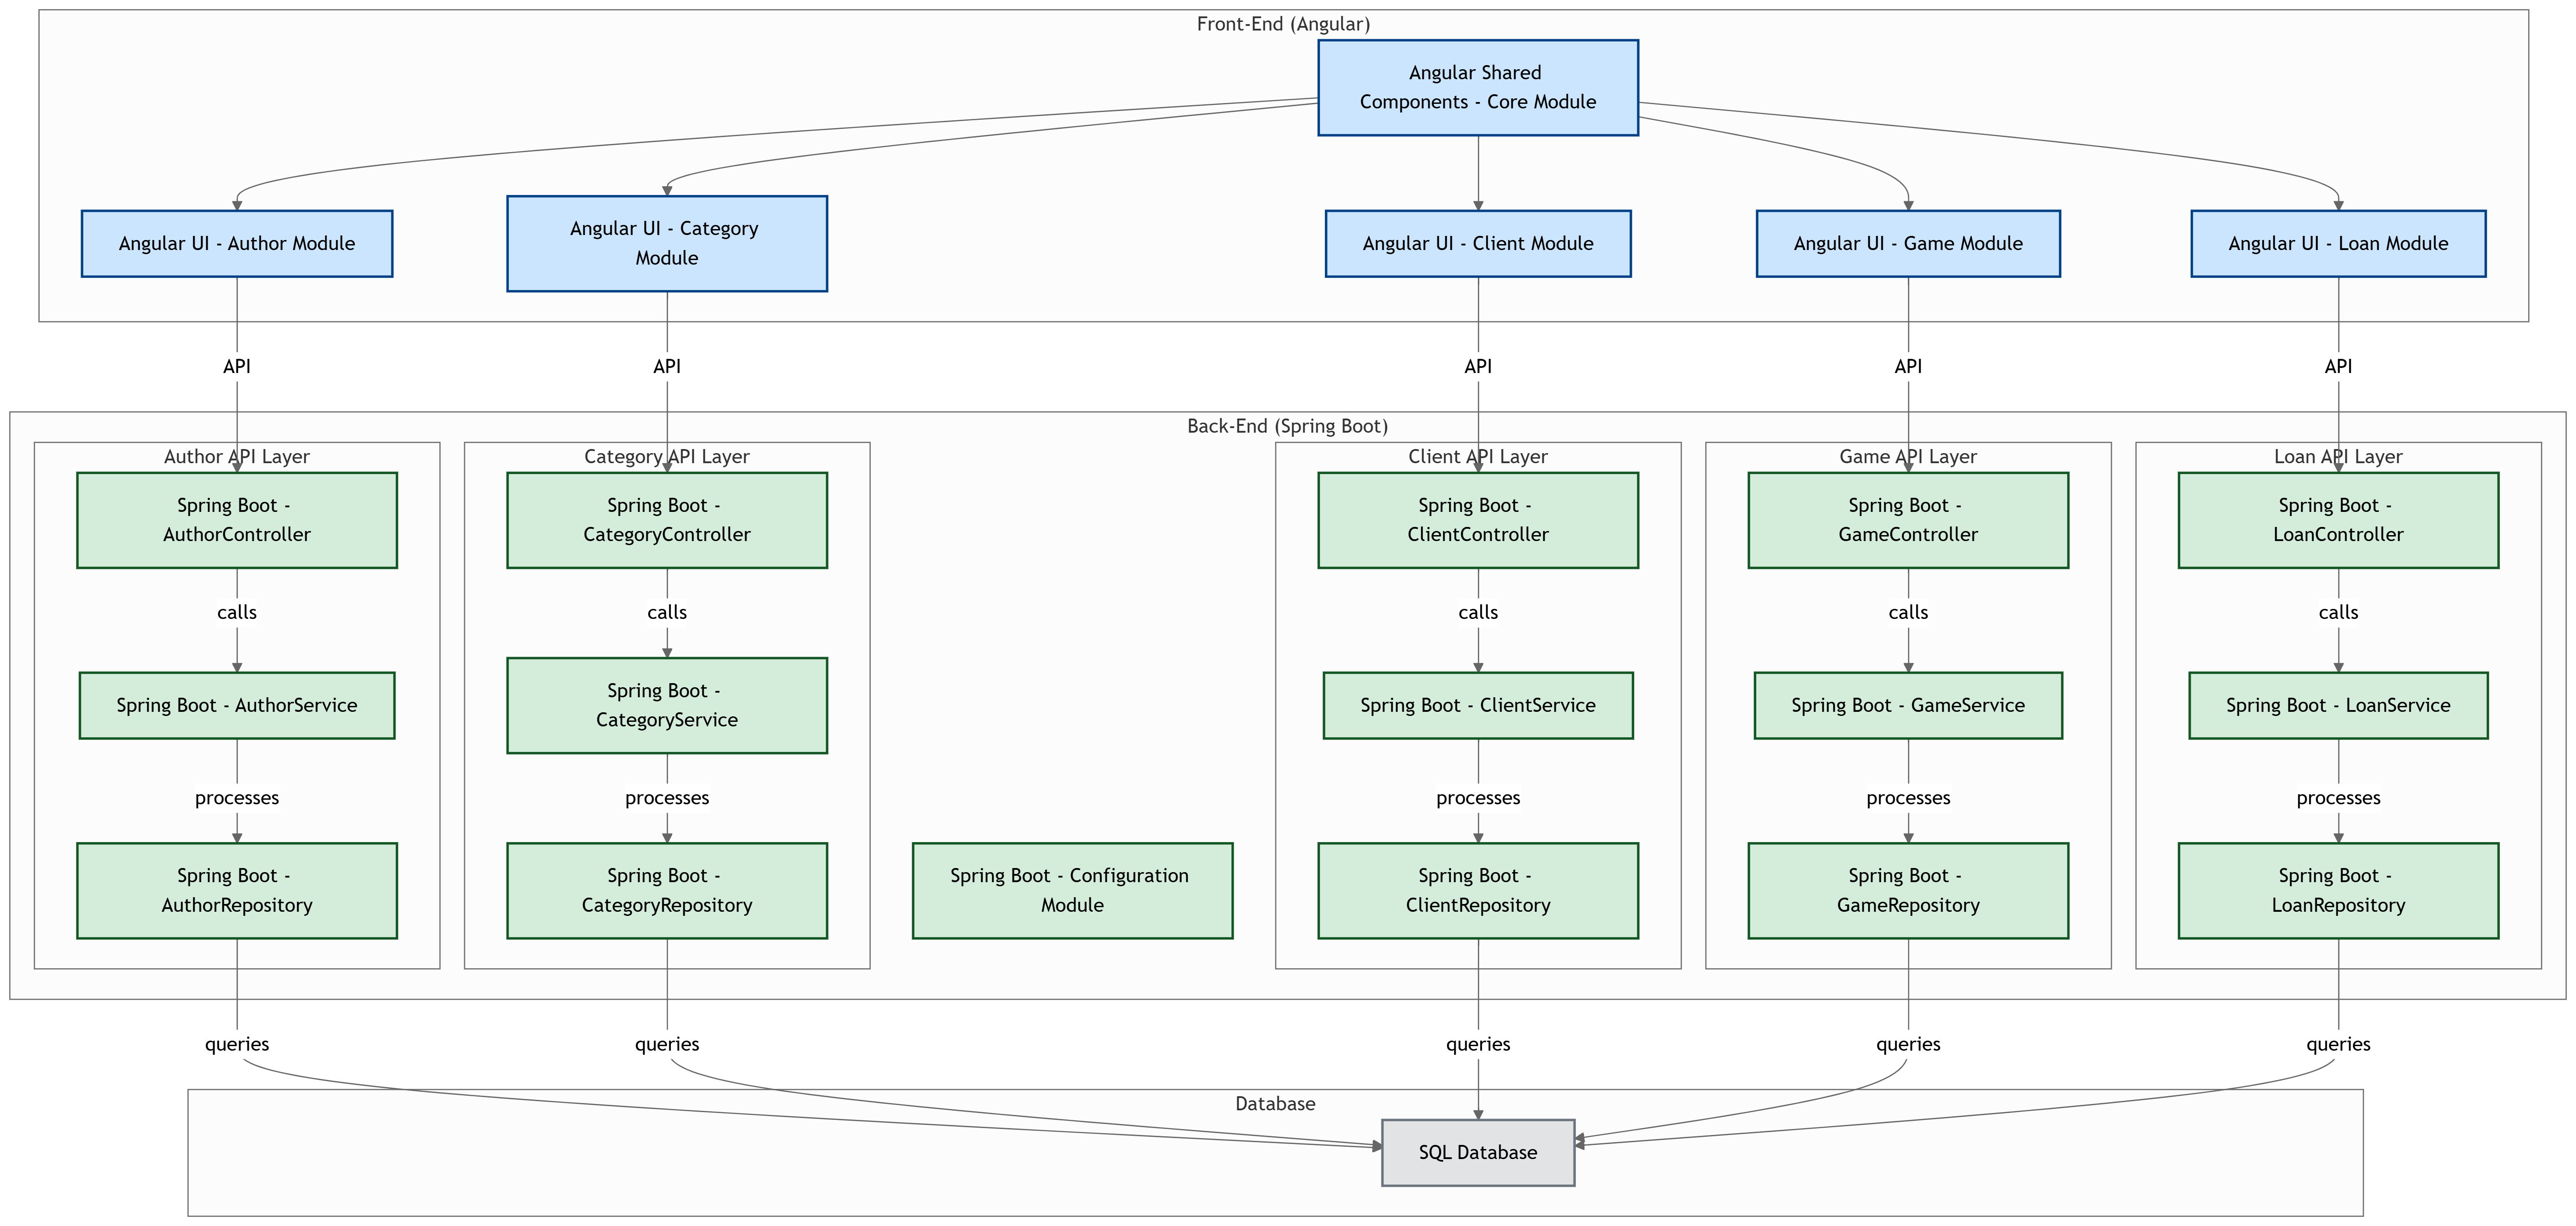 Front-End (Angular)
Angular Shared
Components - Core Module
Angular UI - Author Module
Angular UI - Category
Module
Angular UI - Client Module
Angular UI - Game Module
Angular UI - Loan Module
API
API
API
API
API
Back-End (Spring Boot)
Author API Layer
Category API Layer
Client API Layer
Game API Layer
Loan API Layer
Spring Boot -
AuthorController
Spring Boot -
CategoryController
Spring Boot -
ClientController
Spring Boot -
GameController
Spring Boot -
LoanController
calls
calls
calls
calls
calls
Spring Boot - AuthorService
Spring Boot -
CategoryService
Spring Boot - ClientService
Spring Boot - GameService
Spring Boot - LoanService
processes
processes
processes
processes
processes
Spring Boot -
AuthorRepository
Spring Boot -
CategoryRepository
Spring Boot - Configuration
Module
Spring Boot -
ClientRepository
Spring Boot -
GameRepository
Spring Boot -
LoanRepository
queries
queries
queries
queries
queries
Database
SQL Database